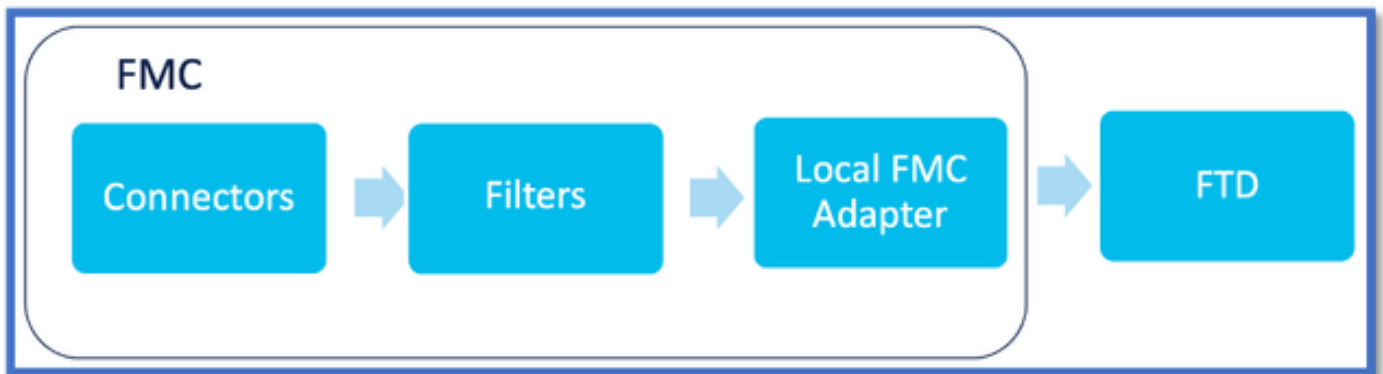 FMC
Connectors
Filters
Local FMC
Adapter
FTD